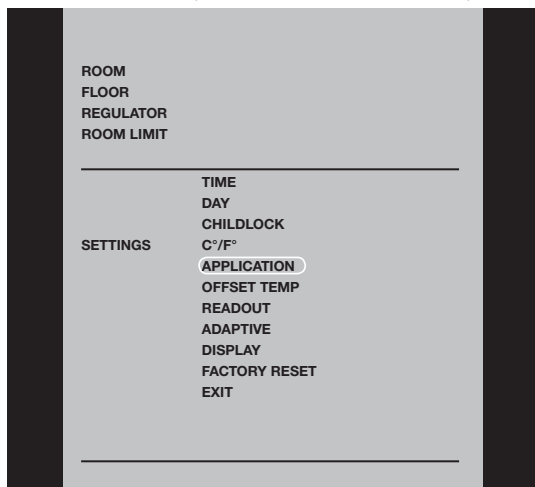 ROOM
FLOOR
REGULATOR
ROOM LIMIT
TIME
DAY
CHILDLOCK
SETTINGS C°/F°
APPLICATION
OFFSET TEMP
READOUT
ADAPTIVE
DISPLAY
FACTORY RESET
EXIT